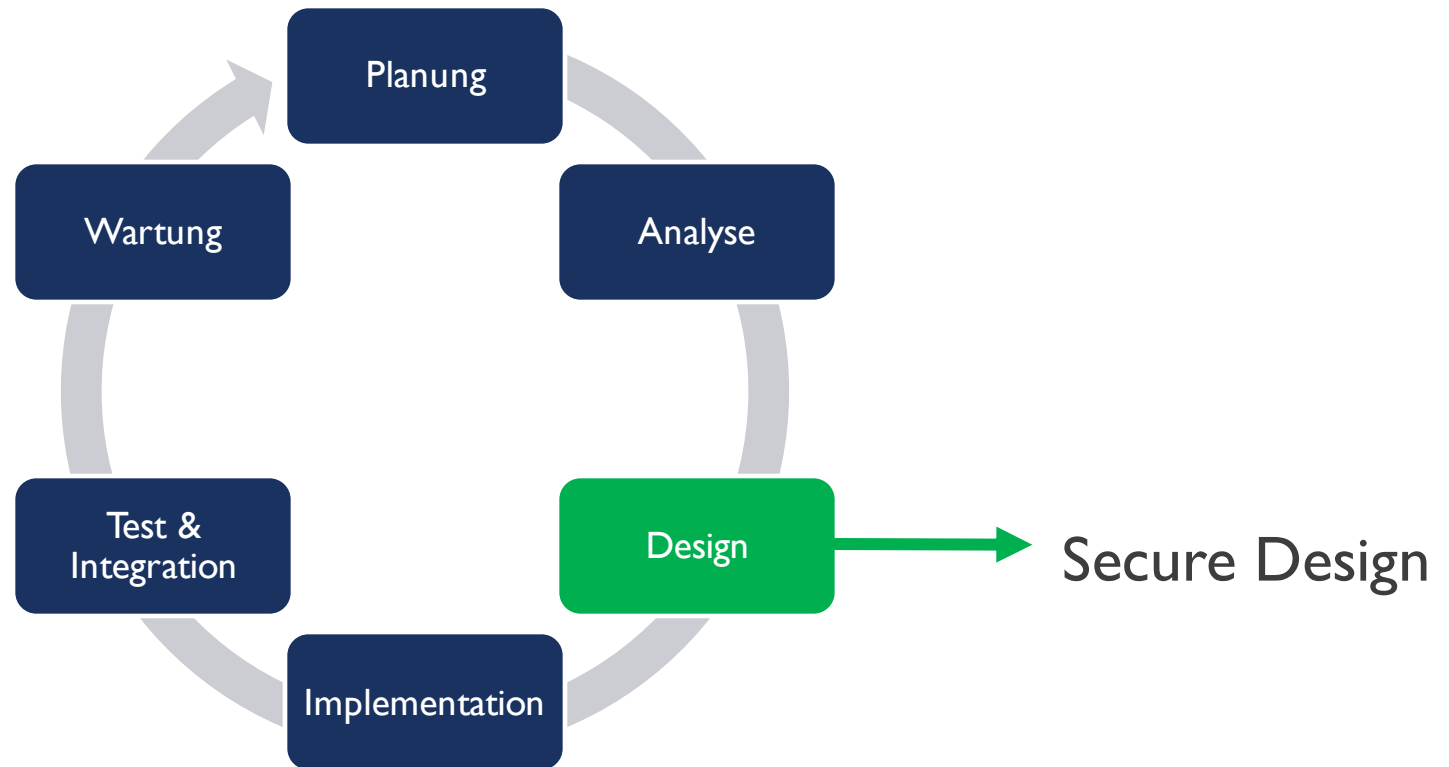 Planung
Analyse
Design
Secure Design
Implementation
Test &
Integration
Wartung